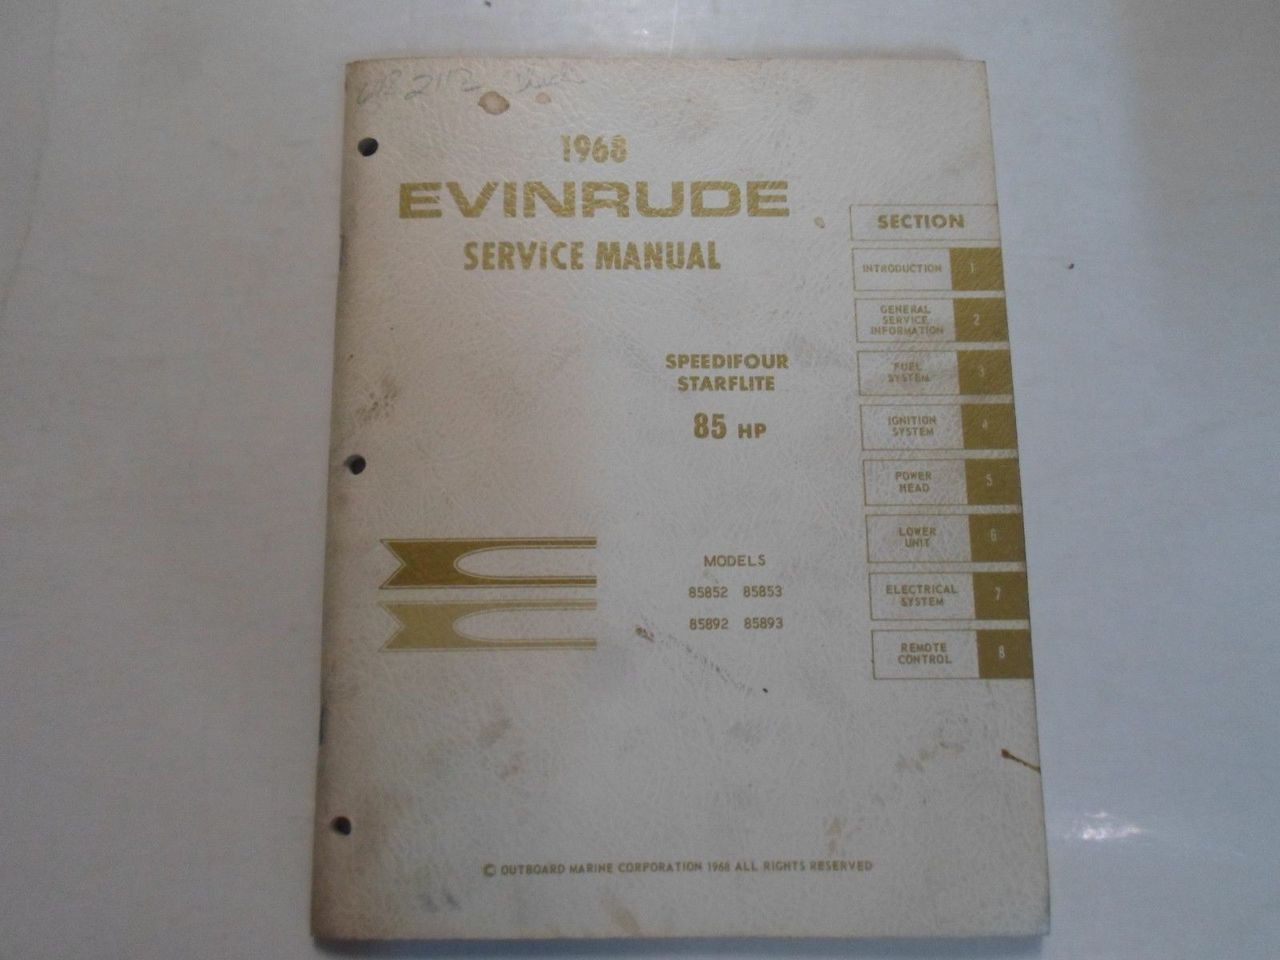 1968
EVINRUDE
SERVICE MANUAL
SPEEDIFOUR
STARFLITE
85 HP
MODELS
85852 85853
85892 85893
SECTION
INTRODUCTION 1
GENERAL
SERVICE
INFORMATION 2
FUEL
SYSTEM 3
IGNITION
SYSTEM 4
POWER
HEAD 5
LOWER
UNIT 6
ELECTRICAL
SYSTEM 7
REMOTE
CONTROL 8
© OUTBOARD MARINE CORPORATION 1968 ALL RIGHTS RESERVED